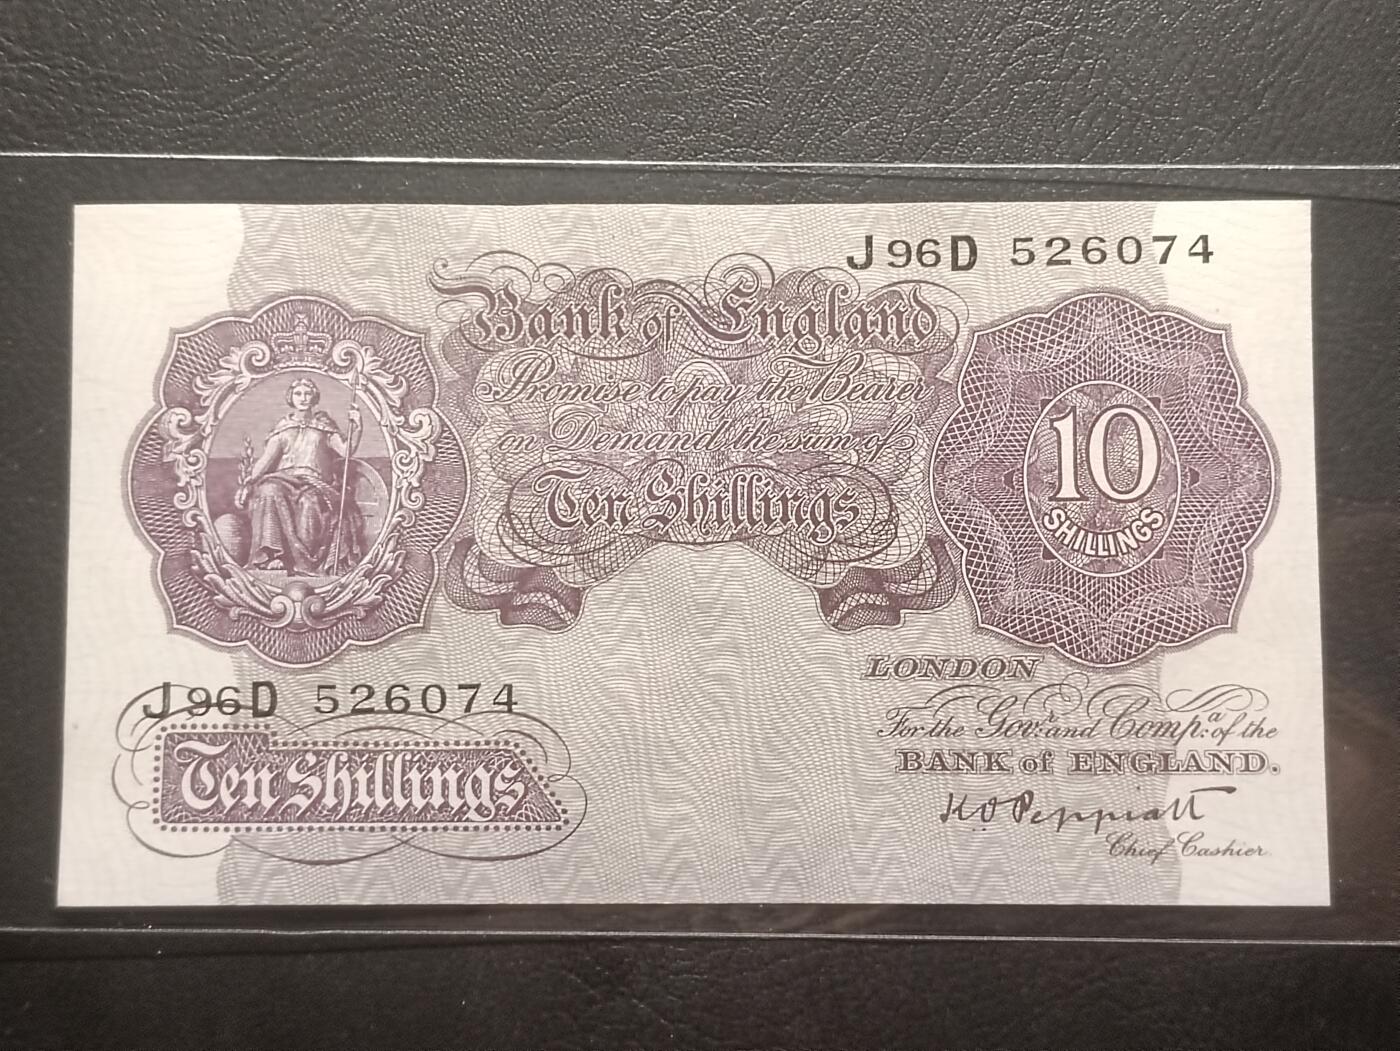 J96D 526074
Bank of England
Promise to pay the Bearer
on Demand the sum of
Ten Shillings
10
SHILLINGS
LONDON
For the Govr. and Compa. of the
BANK of ENGLAND.
K O Peppiatt
Chief Cashier.
J96D 526074
Ten Shillings